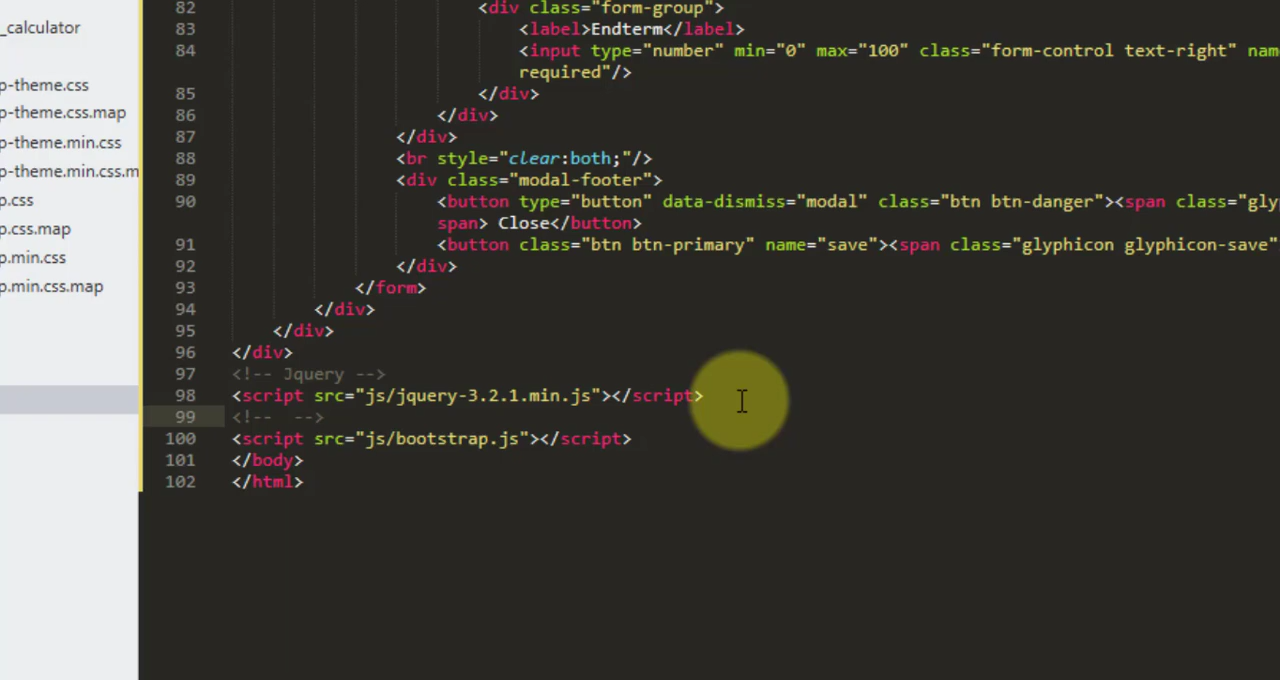 _calculator
p-theme.css
p-theme.css.map
p-theme.min.css
p-theme.min.css.m
p.css
p.css.map
p.min.css
p.min.css.map
82 <div class="form-group">
83 <label>Endterm</label>
84 <input type="number" min="0" max="100" class="form-control text-right" nam
required"/>
85 </div>
86 </div>
87 </div>
88 <br style="clear:both;"/>
89 <div class="modal-footer">
90 <button type="button" data-dismiss="modal" class="btn btn-danger"><span class="gly
span> Close</button>
91 <button class="btn btn-primary" name="save"><span class="glyphicon glyphicon-save"
92 </div>
93 </form>
94 </div>
95 </div>
96 </div>
97 <!-- Jquery -->
98 <script src="js/jquery-3.2.1.min.js"></script>
99 <!--  -->
100 <script src="js/bootstrap.js"></script>
101 </body>
102 </html>